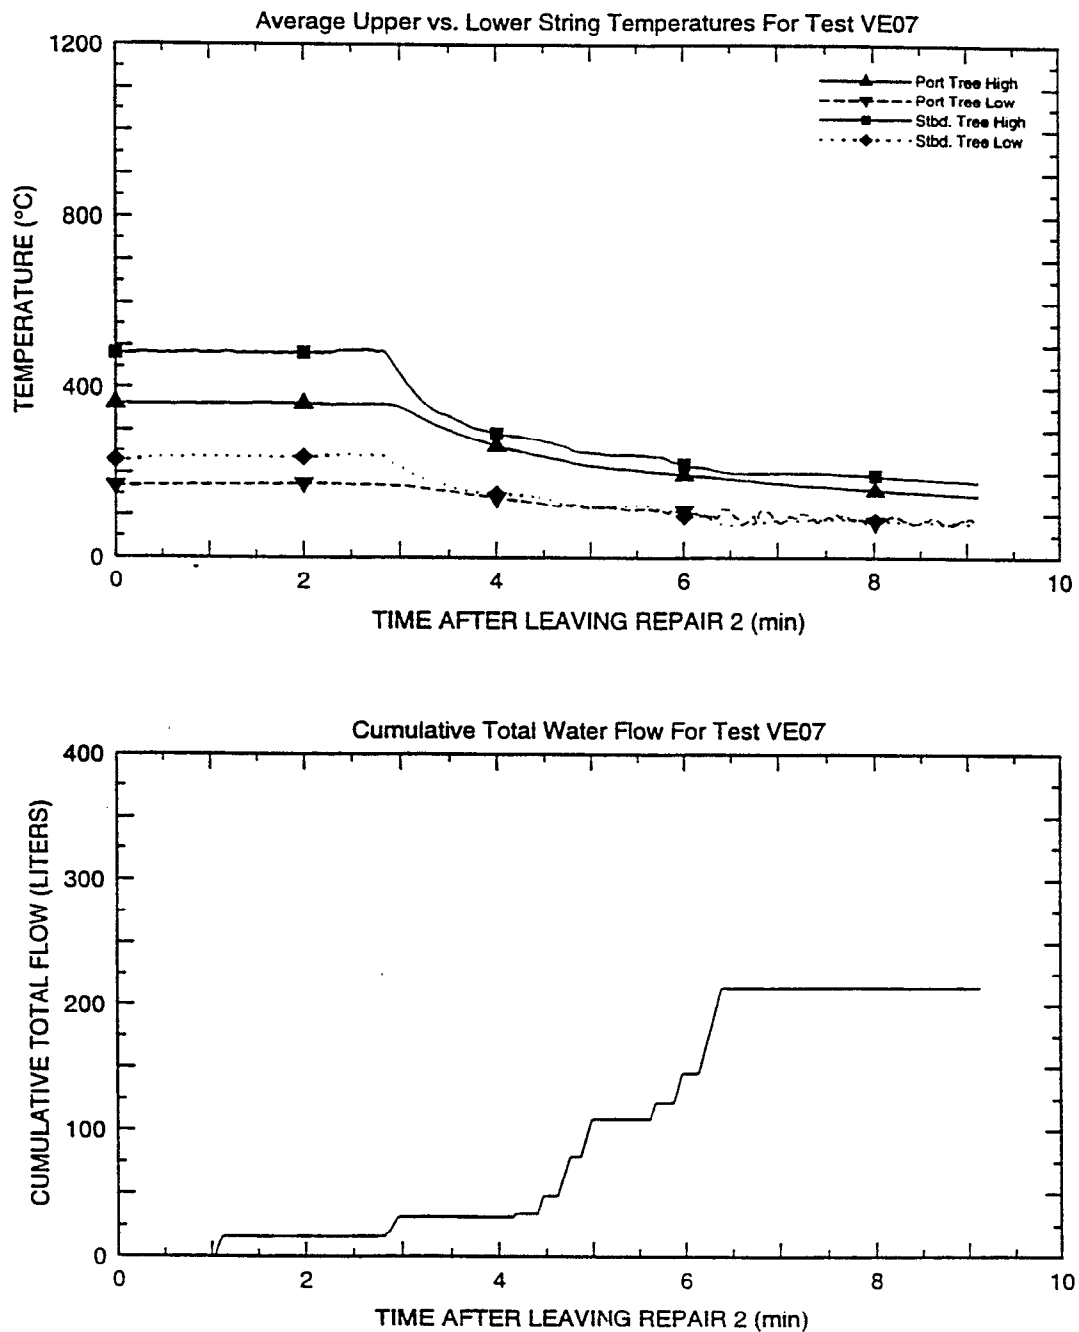 Average Upper vs. Lower String Temperatures For Test VE07
1200
800
400
0
TEMPERATURE (°C)
Port Tree High
Port Tree Low
Stbd. Tree High
Stbd. Tree Low
0 2 4 6 8 10
TIME AFTER LEAVING REPAIR 2 (min)
Cumulative Total Water Flow For Test VE07
400
300
200
100
0
CUMULATIVE TOTAL FLOW (LITERS)
0 2 4 6 8 10
TIME AFTER LEAVING REPAIR 2 (min)